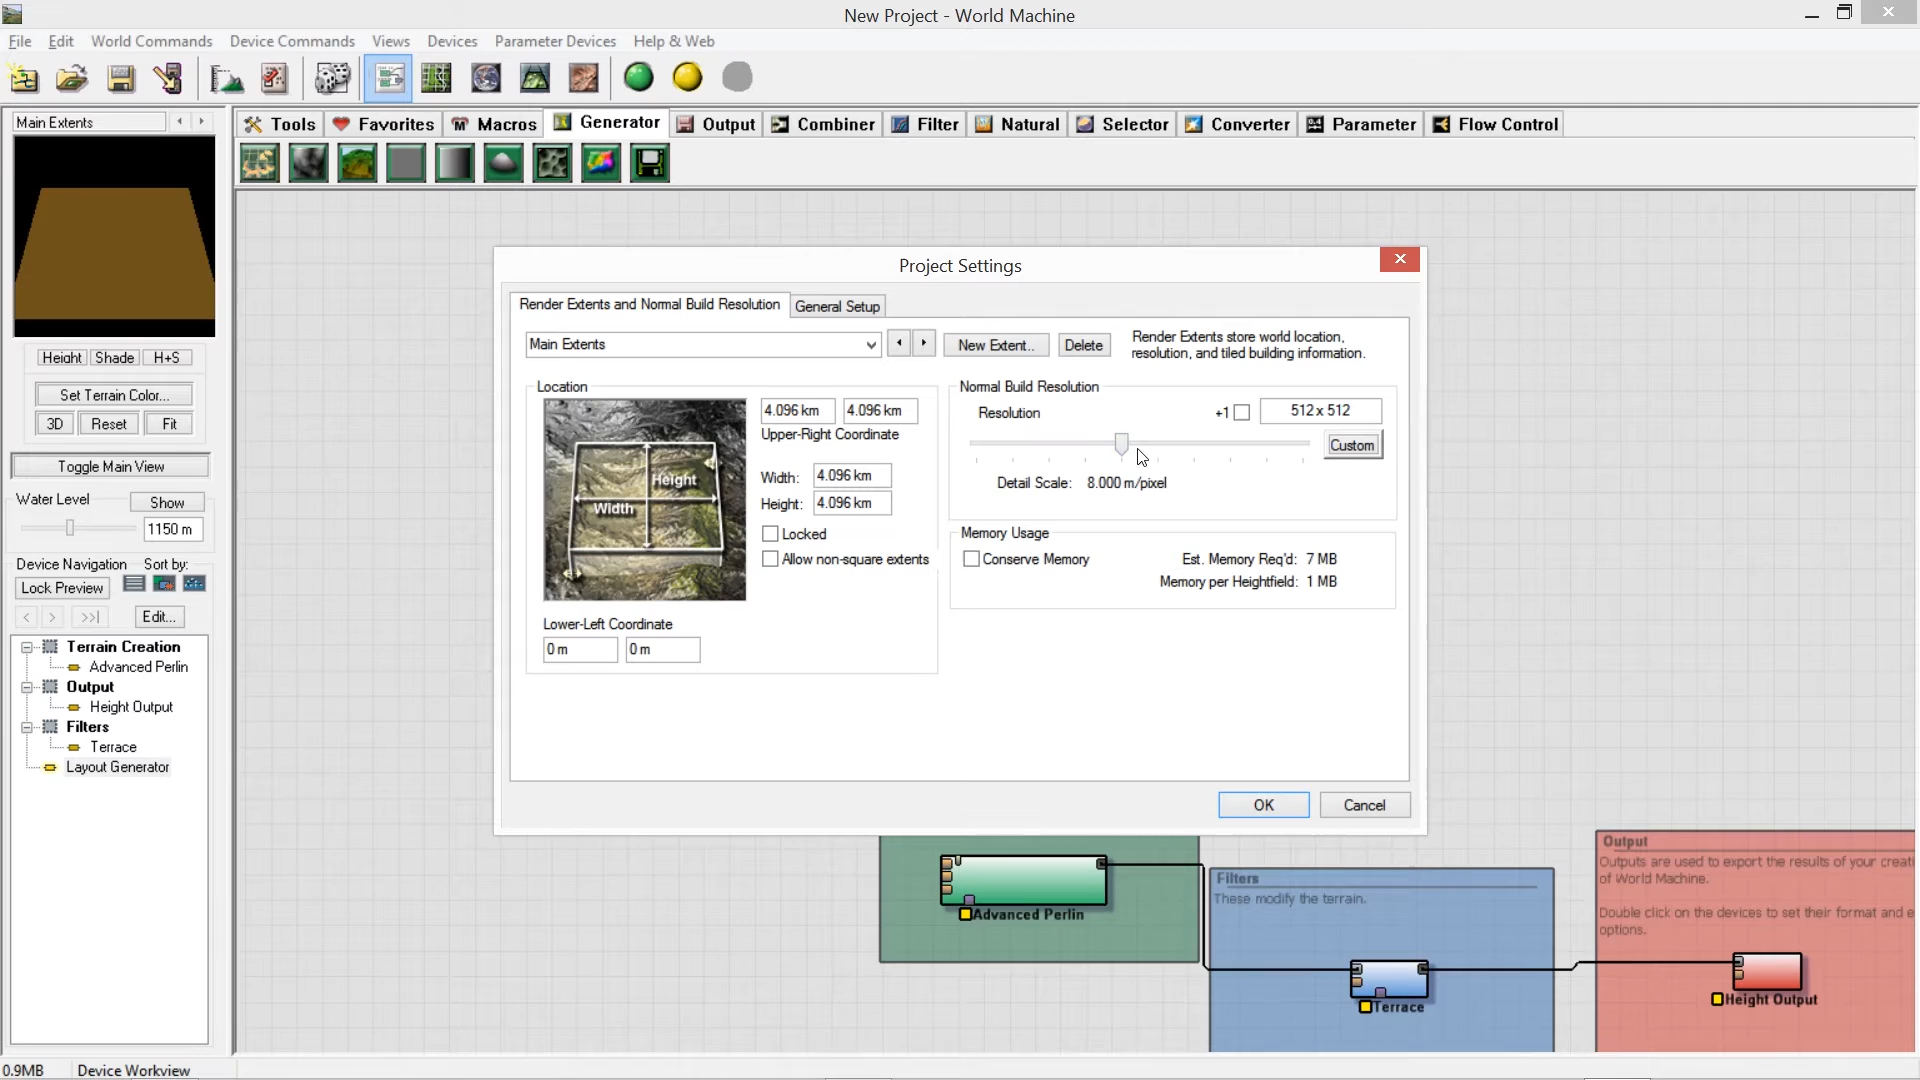 New Project - World Machine
File Edit World Commands Device Commands Views Devices Parameter Devices Help & Web
Main Extents
Tools Favorites Macros Generator Output Combiner Filter Natural Selector Converter Parameter Flow Control
Height Shade H+S
Set Terrain Color...
3D Reset Fit
Toggle Main View
Water Level Show
1150 m
Device Navigation Sort by:
Lock Preview
< > >>| Edit...
Terrain Creation
Advanced Perlin
Output
Height Output
Filters
Terrace
Layout Generator
Project Settings
Render Extents and Normal Build Resolution General Setup
Main Extents
New Extent.. Delete
Render Extents store world location,
resolution, and tiled building information.
Location
Height
Width
4.096 km 4.096 km
Upper-Right Coordinate
Width: 4.096 km
Height: 4.096 km
Locked
Allow non-square extents
Lower-Left Coordinate
0 m 0 m
Normal Build Resolution
Resolution +1 512 x 512
Custom
Detail Scale: 8.000 m/pixel
Memory Usage
Conserve Memory Est. Memory Req'd: 7 MB
Memory per Heightfield: 1 MB
OK Cancel
Advanced Perlin
Filters
These modify the terrain.
Terrace
Output
Outputs are used to export the results of your creati
of World Machine.
Double click on the devices to set their format and e
options.
Height Output
0.9MB Device Workview